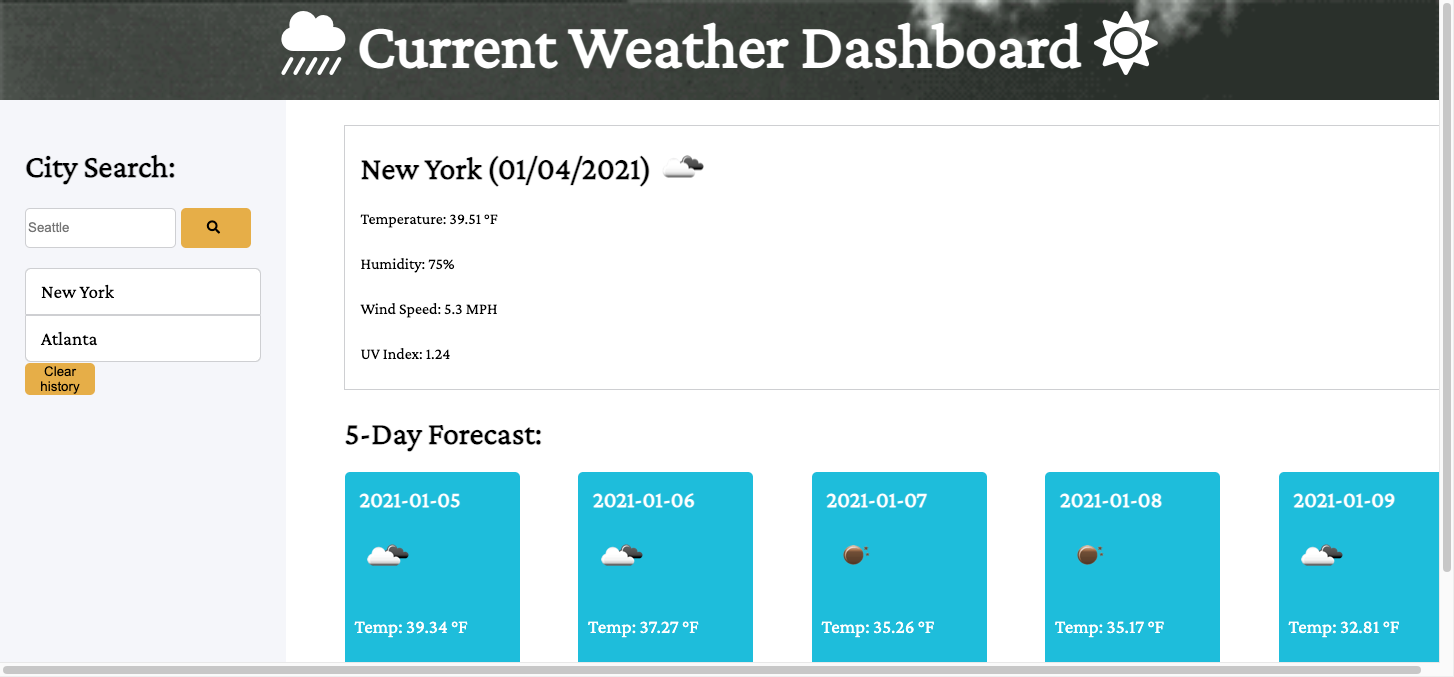 Current Weather Dashboard
City Search:
Seattle
New York
Atlanta
Clear
history
New York (01/04/2021)
Temperature: 39.51 °F
Humidity: 75%
Wind Speed: 5.3 MPH
UV Index: 1.24
5-Day Forecast:
2021-01-05
Temp: 39.34 °F
2021-01-06
Temp: 37.27 °F
2021-01-07
Temp: 35.26 °F
2021-01-08
Temp: 35.17 °F
2021-01-09
Temp: 32.81 °F